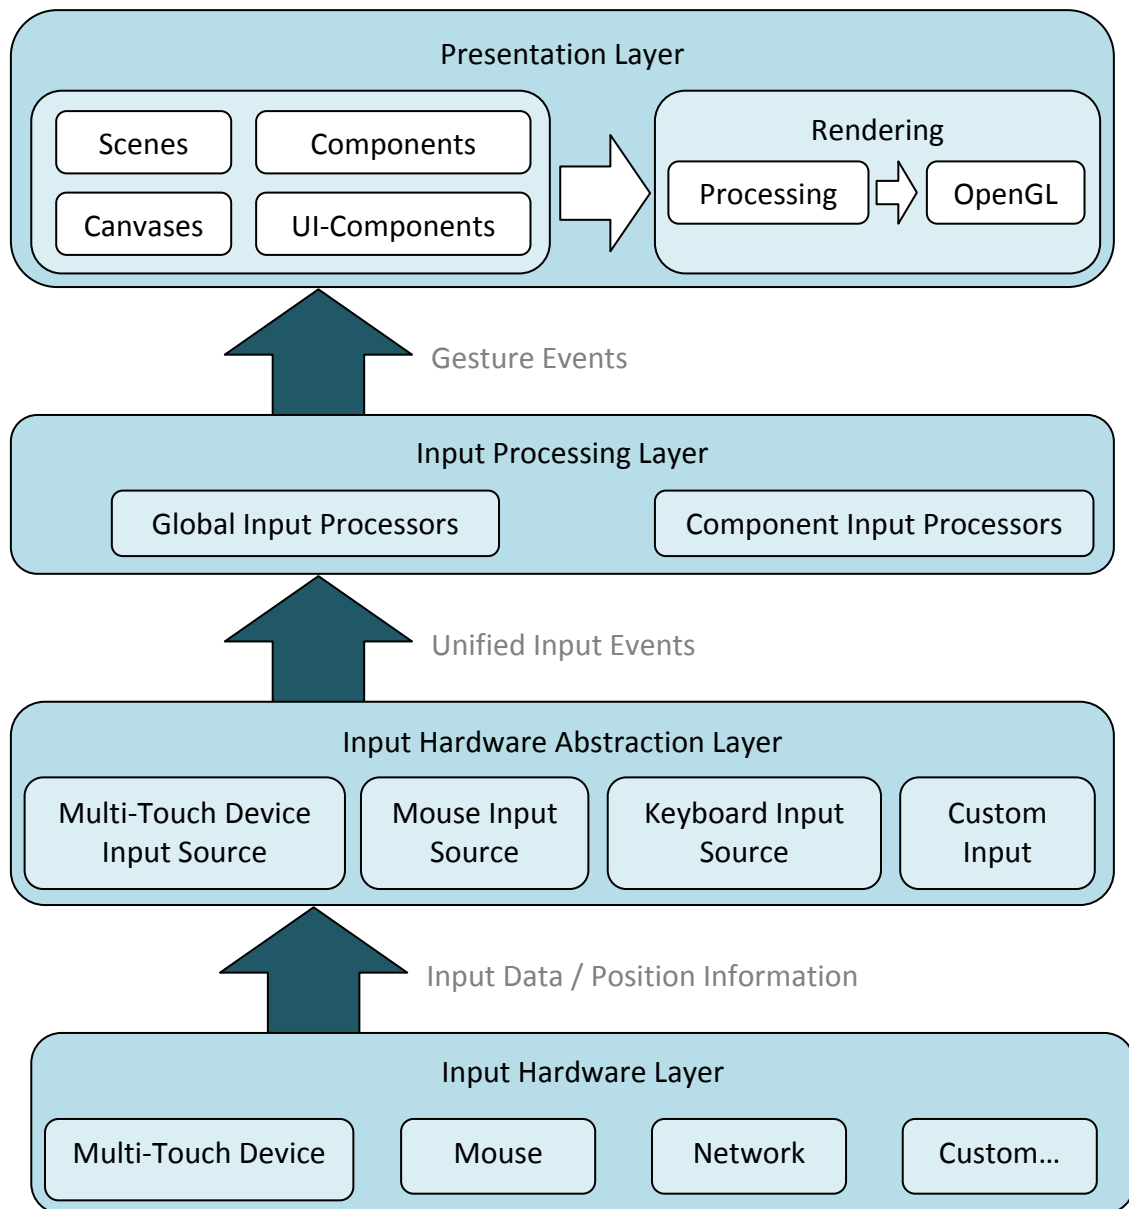 Presentation Layer
Scenes
Components
Canvases
UI-Components
Rendering
Processing
OpenGL
Gesture Events
Input Processing Layer
Global Input Processors
Component Input Processors
Unified Input Events
Input Hardware Abstraction Layer
Multi-Touch Device
Input Source
Mouse Input
Source
Keyboard Input
Source
Custom
Input
Input Data / Position Information
Input Hardware Layer
Multi-Touch Device
Mouse
Network
Custom…